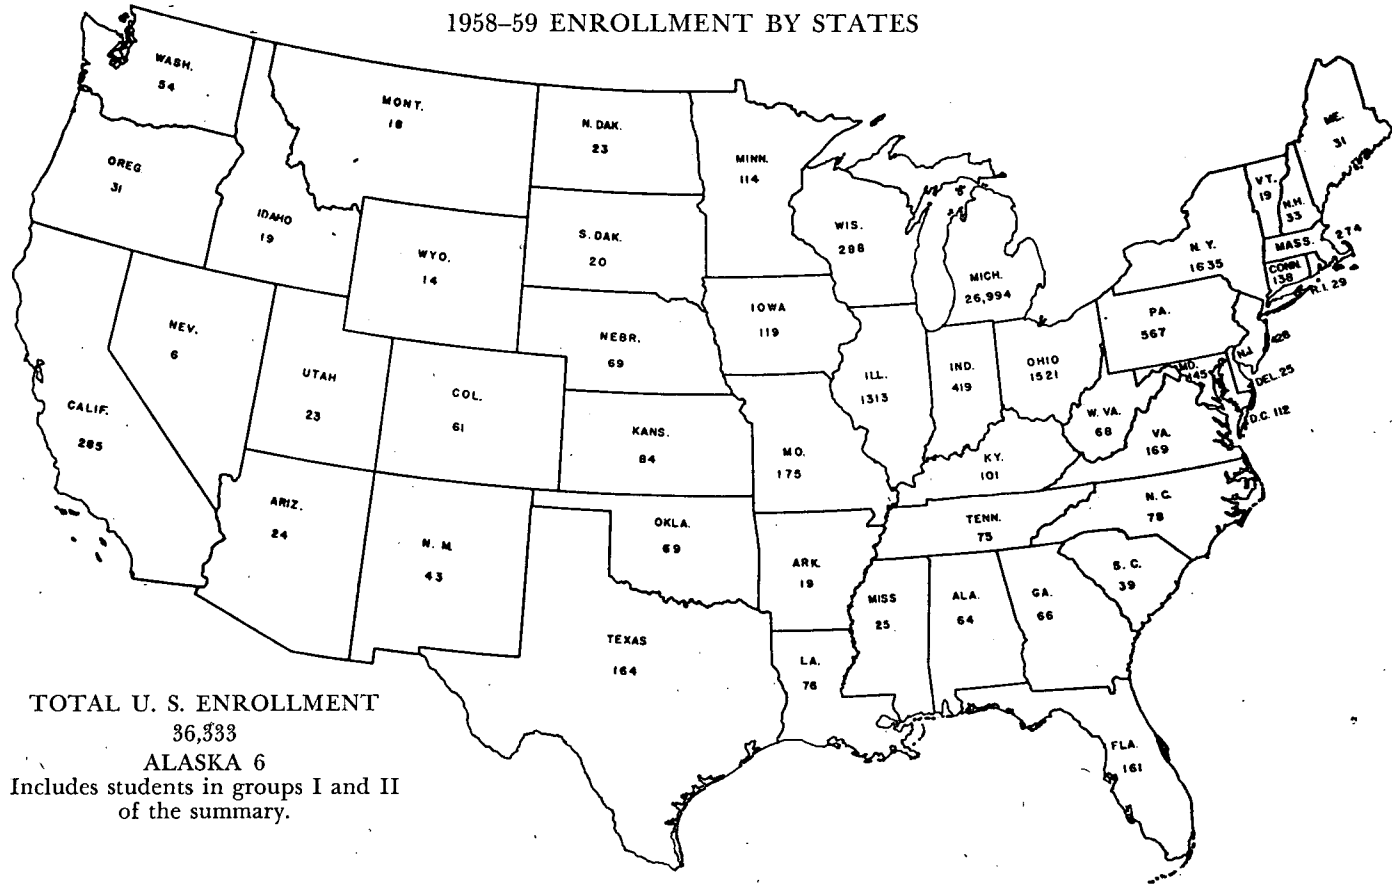 1958–59 ENROLLMENT BY STATES
WASH.
54
OREG
31
CALIF.
285
NEV.
6
IDAHO
19
MONT.
18
WYO.
14
UTAH
23
COL.
61
ARIZ.
24
N. M.
43
N. DAK.
23
S. DAK.
20
NEBR.
69
KANS.
84
OKLA.
69
TEXAS
164
MINN.
114
IOWA
119
MO.
175
ARK.
19
LA.
76
WIS.
288
ILL.
1313
MICH.
26,994
IND.
419
OHIO
1521
KY.
101
TENN.
75
MISS
25
ALA.
64
GA.
66
FLA.
161
S. C.
39
N. C.
78
VA.
169
W. VA.
68
MD.
145
D.C. 112
DEL. 25
PA.
567
N.J.
N. Y.
1635
CONN.
138
R.I. 29
MASS.
274
VT.
19
N.H.
33
ME.
31
TOTAL U. S. ENROLLMENT
36,333
ALASKA 6
Includes students in groups I and II
of the summary.